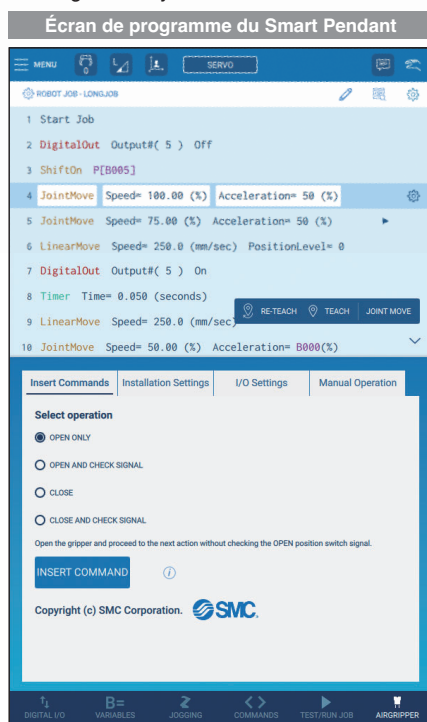 Écran de programme du Smart Pendant
MENU
SERVO
ROBOT JOB - LONGJOB
1 Start Job
2 DigitalOut Output#( 5 ) Off
3 ShiftOn P[B005]
4 JointMove Speed= 100.00 (%) Acceleration= 50 (%)
5 JointMove Speed= 75.00 (%) Acceleration= 50 (%)
6 LinearMove Speed= 250.0 (mm/sec) PositionLevel= 0
7 DigitalOut Output#( 5 ) On
8 Timer Time= 0.050 (seconds)
9 LinearMove Speed= 250.0 (mm/sec)
RE-TEACH TEACH JOINT MOVE
10 JointMove Speed= 50.00 (%) Acceleration= B000(%)
Insert Commands Installation Settings I/O Settings Manual Operation
Select operation
OPEN ONLY
OPEN AND CHECK SIGNAL
CLOSE
CLOSE AND CHECK SIGNAL
Open the gripper and proceed to the next action without checking the OPEN position switch signal.
INSERT COMMAND i
Copyright (c) SMC Corporation. SMC.
DIGITAL I/O VARIABLES JOGGING COMMANDS TEST/RUN JOB AIRGRIPPER